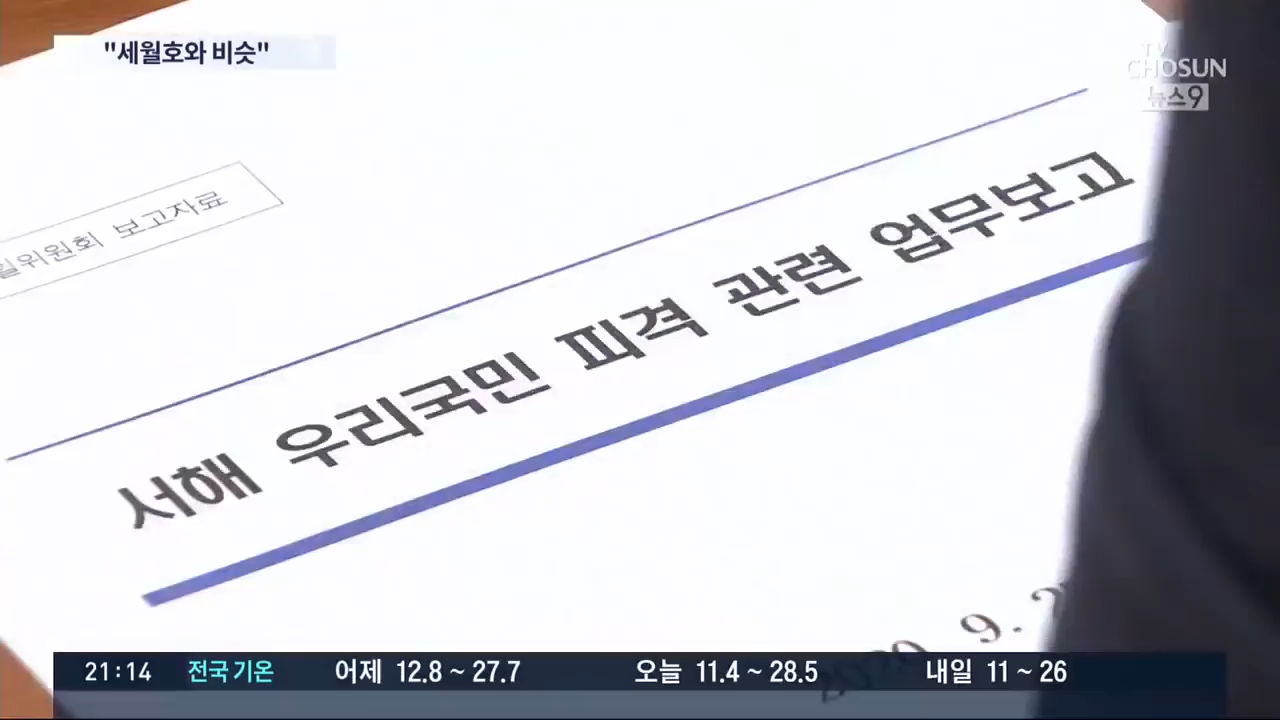 "세월호와 비슷"
TV
CHOSUN
뉴스9
위원회 보고자료
서해 우리국민 피격 관련 업무보고
2020 9.
21:14 전국 기온 어제 12.8 ~ 27.7 오늘 11.4 ~ 28.5 내일 11 ~ 26